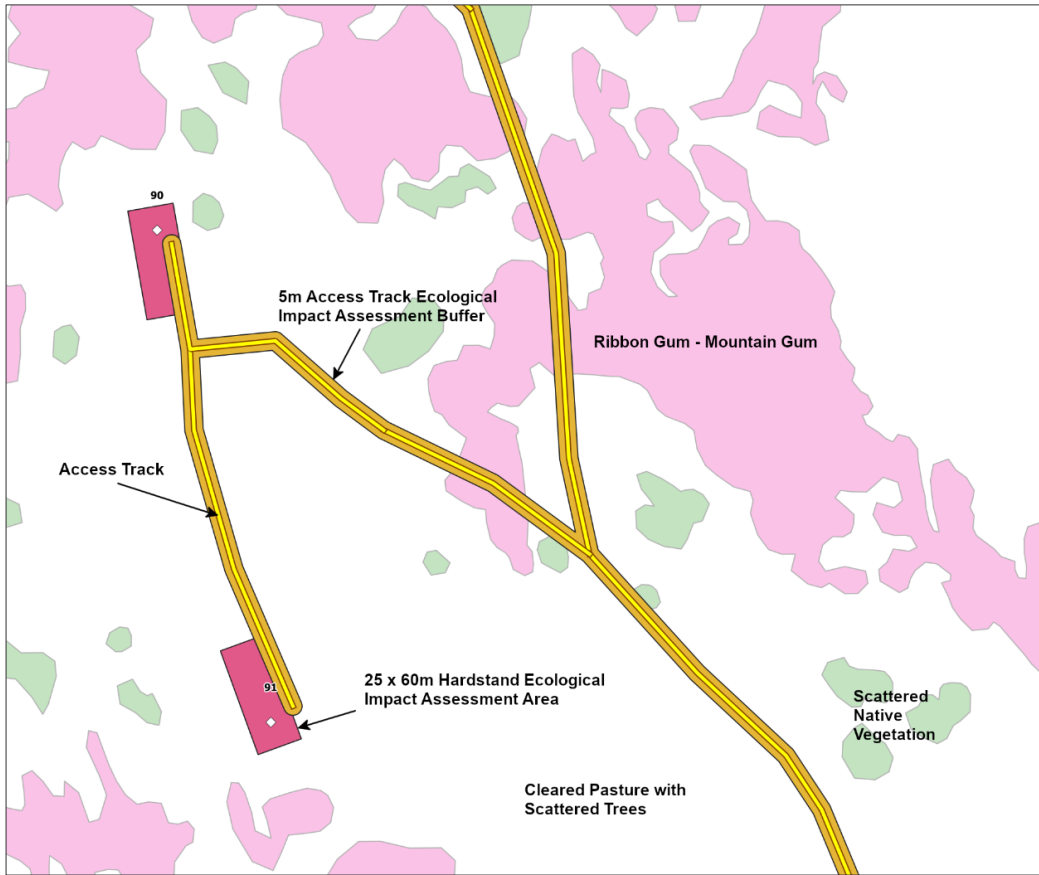 90
5m Access Track Ecological
Impact Assessment Buffer
Ribbon Gum - Mountain Gum
Access Track
25 x 60m Hardstand Ecological
Impact Assessment Area
91
Scattered
Native
Vegetation
Cleared Pasture with
Scattered Trees